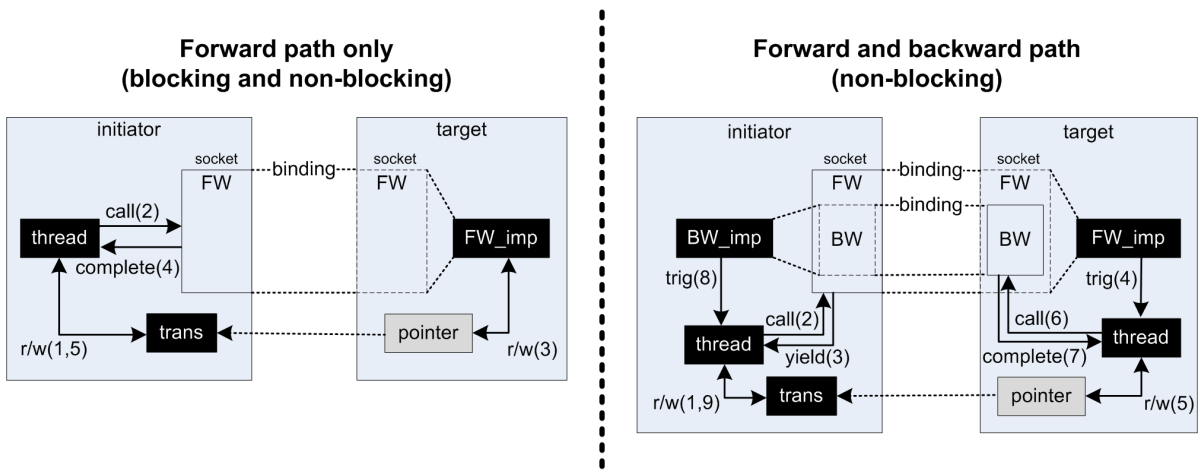 Forward path only
(blocking and non-blocking)
initiator
target
socket
FW
binding
socket
FW
call(2)
thread
complete(4)
FW_imp
trans
pointer
r/w(1,5)
r/w(3)
Forward and backward path
(non-blocking)
initiator
target
socket
FW
binding
socket
FW
binding
BW_imp
BW
BW
FW_imp
trig(8)
trig(4)
call(2)
call(6)
thread
thread
yield(3)
complete(7)
r/w(1,9)
trans
pointer
r/w(5)